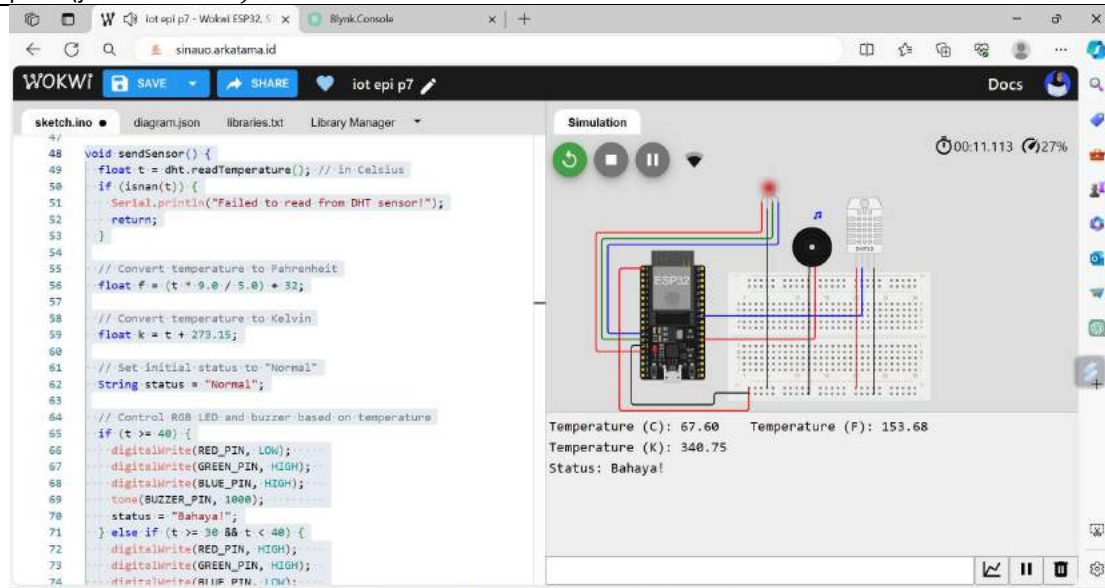 iot epi p7 - Wokwi ESP32, S
Blynk.Console
sinauo.arkatama.id
WOKWI
SAVE
SHARE
iot epi p7
Docs
sketch.ino
diagram.json
libraries.txt
Library Manager
47
48 void sendSensor() {
49 float t = dht.readTemperature(); // in Celsius
50 if (isnan(t)) {
51 Serial.println("Failed to read from DHT sensor!");
52 return;
53 }
54
55 // Convert temperature to Fahrenheit
56 float f = (t * 9.0 / 5.0) + 32;
57
58 // Convert temperature to Kelvin
59 float k = t + 273.15;
60
61 // Set initial status to "Normal"
62 String status = "Normal";
63
64 // Control RGB LED and buzzer based on temperature
65 if (t >= 40) {
66 digitalWrite(RED_PIN, LOW);
67 digitalWrite(GREEN_PIN, HIGH);
68 digitalWrite(BLUE_PIN, HIGH);
69 tone(BUZZER_PIN, 1000);
70 status = "Bahaya!";
71 } else if (t >= 30 && t < 40) {
72 digitalWrite(RED_PIN, HIGH);
73 digitalWrite(GREEN_PIN, HIGH);
74 digitalWrite(BLUE_PIN, LOW);
Simulation
00:11.113
27%
ESP32
DHT22
Temperature (C): 67.60 Temperature (F): 153.68
Temperature (K): 340.75
Status: Bahaya!